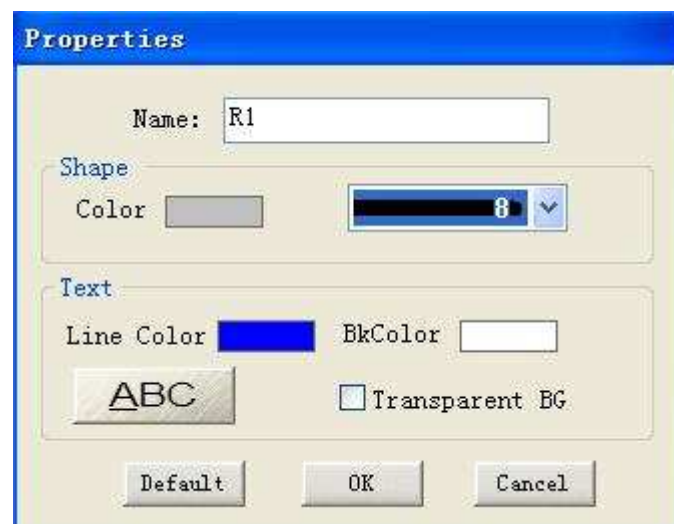 Properties
Name: R1
Shape
Color 8
Text
Line Color BkColor
ABC Transparent BG
Default OK Cancel